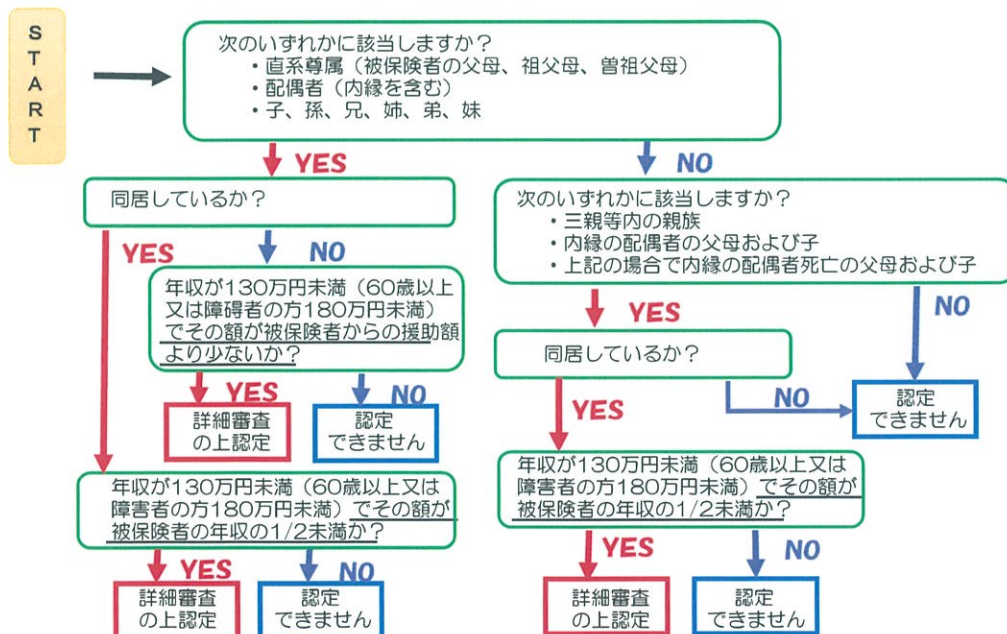 START
次のいずれかに該当しますか？
・直系尊属（被保険者の父母、祖父母、曽祖父母）
・配偶者（内縁を含む）
・子、孫、兄、姉、弟、妹
YES
NO
同居しているか？
YES
NO
年収が130万円未満（60歳以上
又は障碍者の方180万円未満）
でその額が被保険者からの援助額
より少ないか？
YES
NO
詳細審査
の上認定
認定
できません
年収が130万円未満（60歳以上又は
障害者の方180万円未満）でその額が
被保険者の年収の1/2未満か？
YES
NO
詳細審査
の上認定
認定
できません
次のいずれかに該当しますか？
・三親等内の親族
・内縁の配偶者の父母および子
・上記の場合で内縁の配偶者死亡の父母および子
YES
NO
同居しているか？
YES
NO
認定
できません
年収が130万円未満（60歳以上又は
障害者の方180万円未満）でその額が
被保険者の年収の1/2未満か？
YES
NO
詳細審査
の上認定
認定
できません